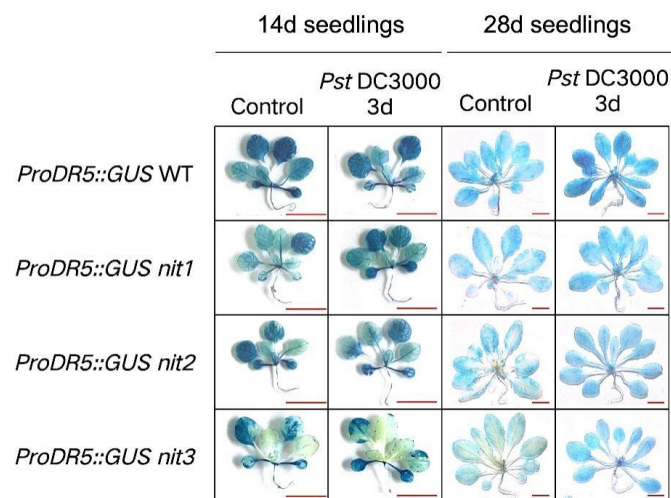 14d seedlings 28d seedlings
Control Pst DC3000 3d Control Pst DC3000 3d
ProDR5::GUS WT
ProDR5::GUS nit1
ProDR5::GUS nit2
ProDR5::GUS nit3